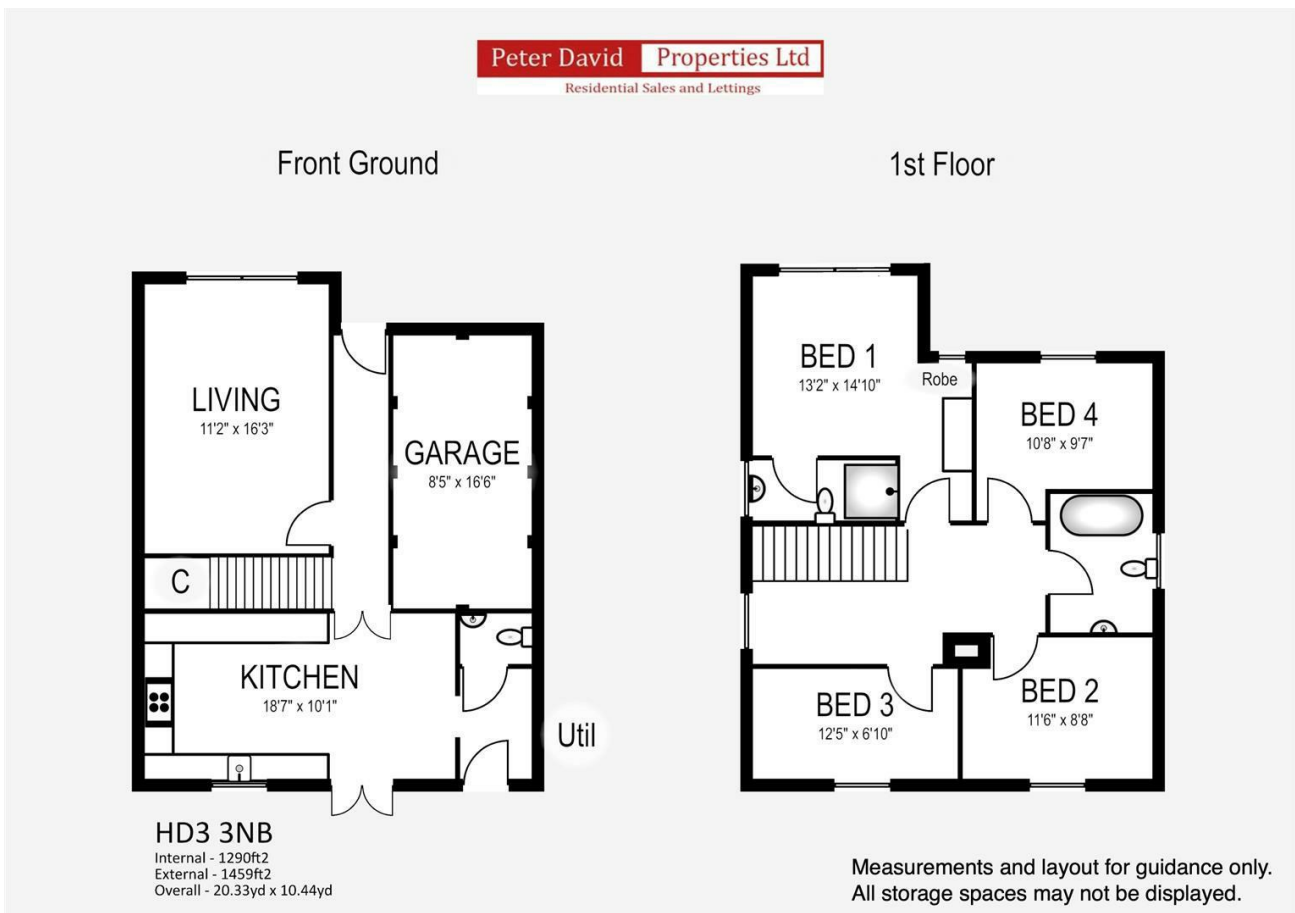 Peter David Properties Ltd
Residential Sales and Lettings
Front Ground
1st Floor
LIVING
11'2" x 16'3"
GARAGE
8'5" x 16'6"
C
KITCHEN
18'7" x 10'1"
Util
BED 1
13'2" x 14'10"
Robe
BED 4
10'8" x 9'7"
BED 3
12'5" x 6'10"
BED 2
11'6" x 8'8"
HD3 3NB
Internal - 1290ft2
External - 1459ft2
Overall - 20.33yd x 10.44yd
Measurements and layout for guidance only.
All storage spaces may not be displayed.